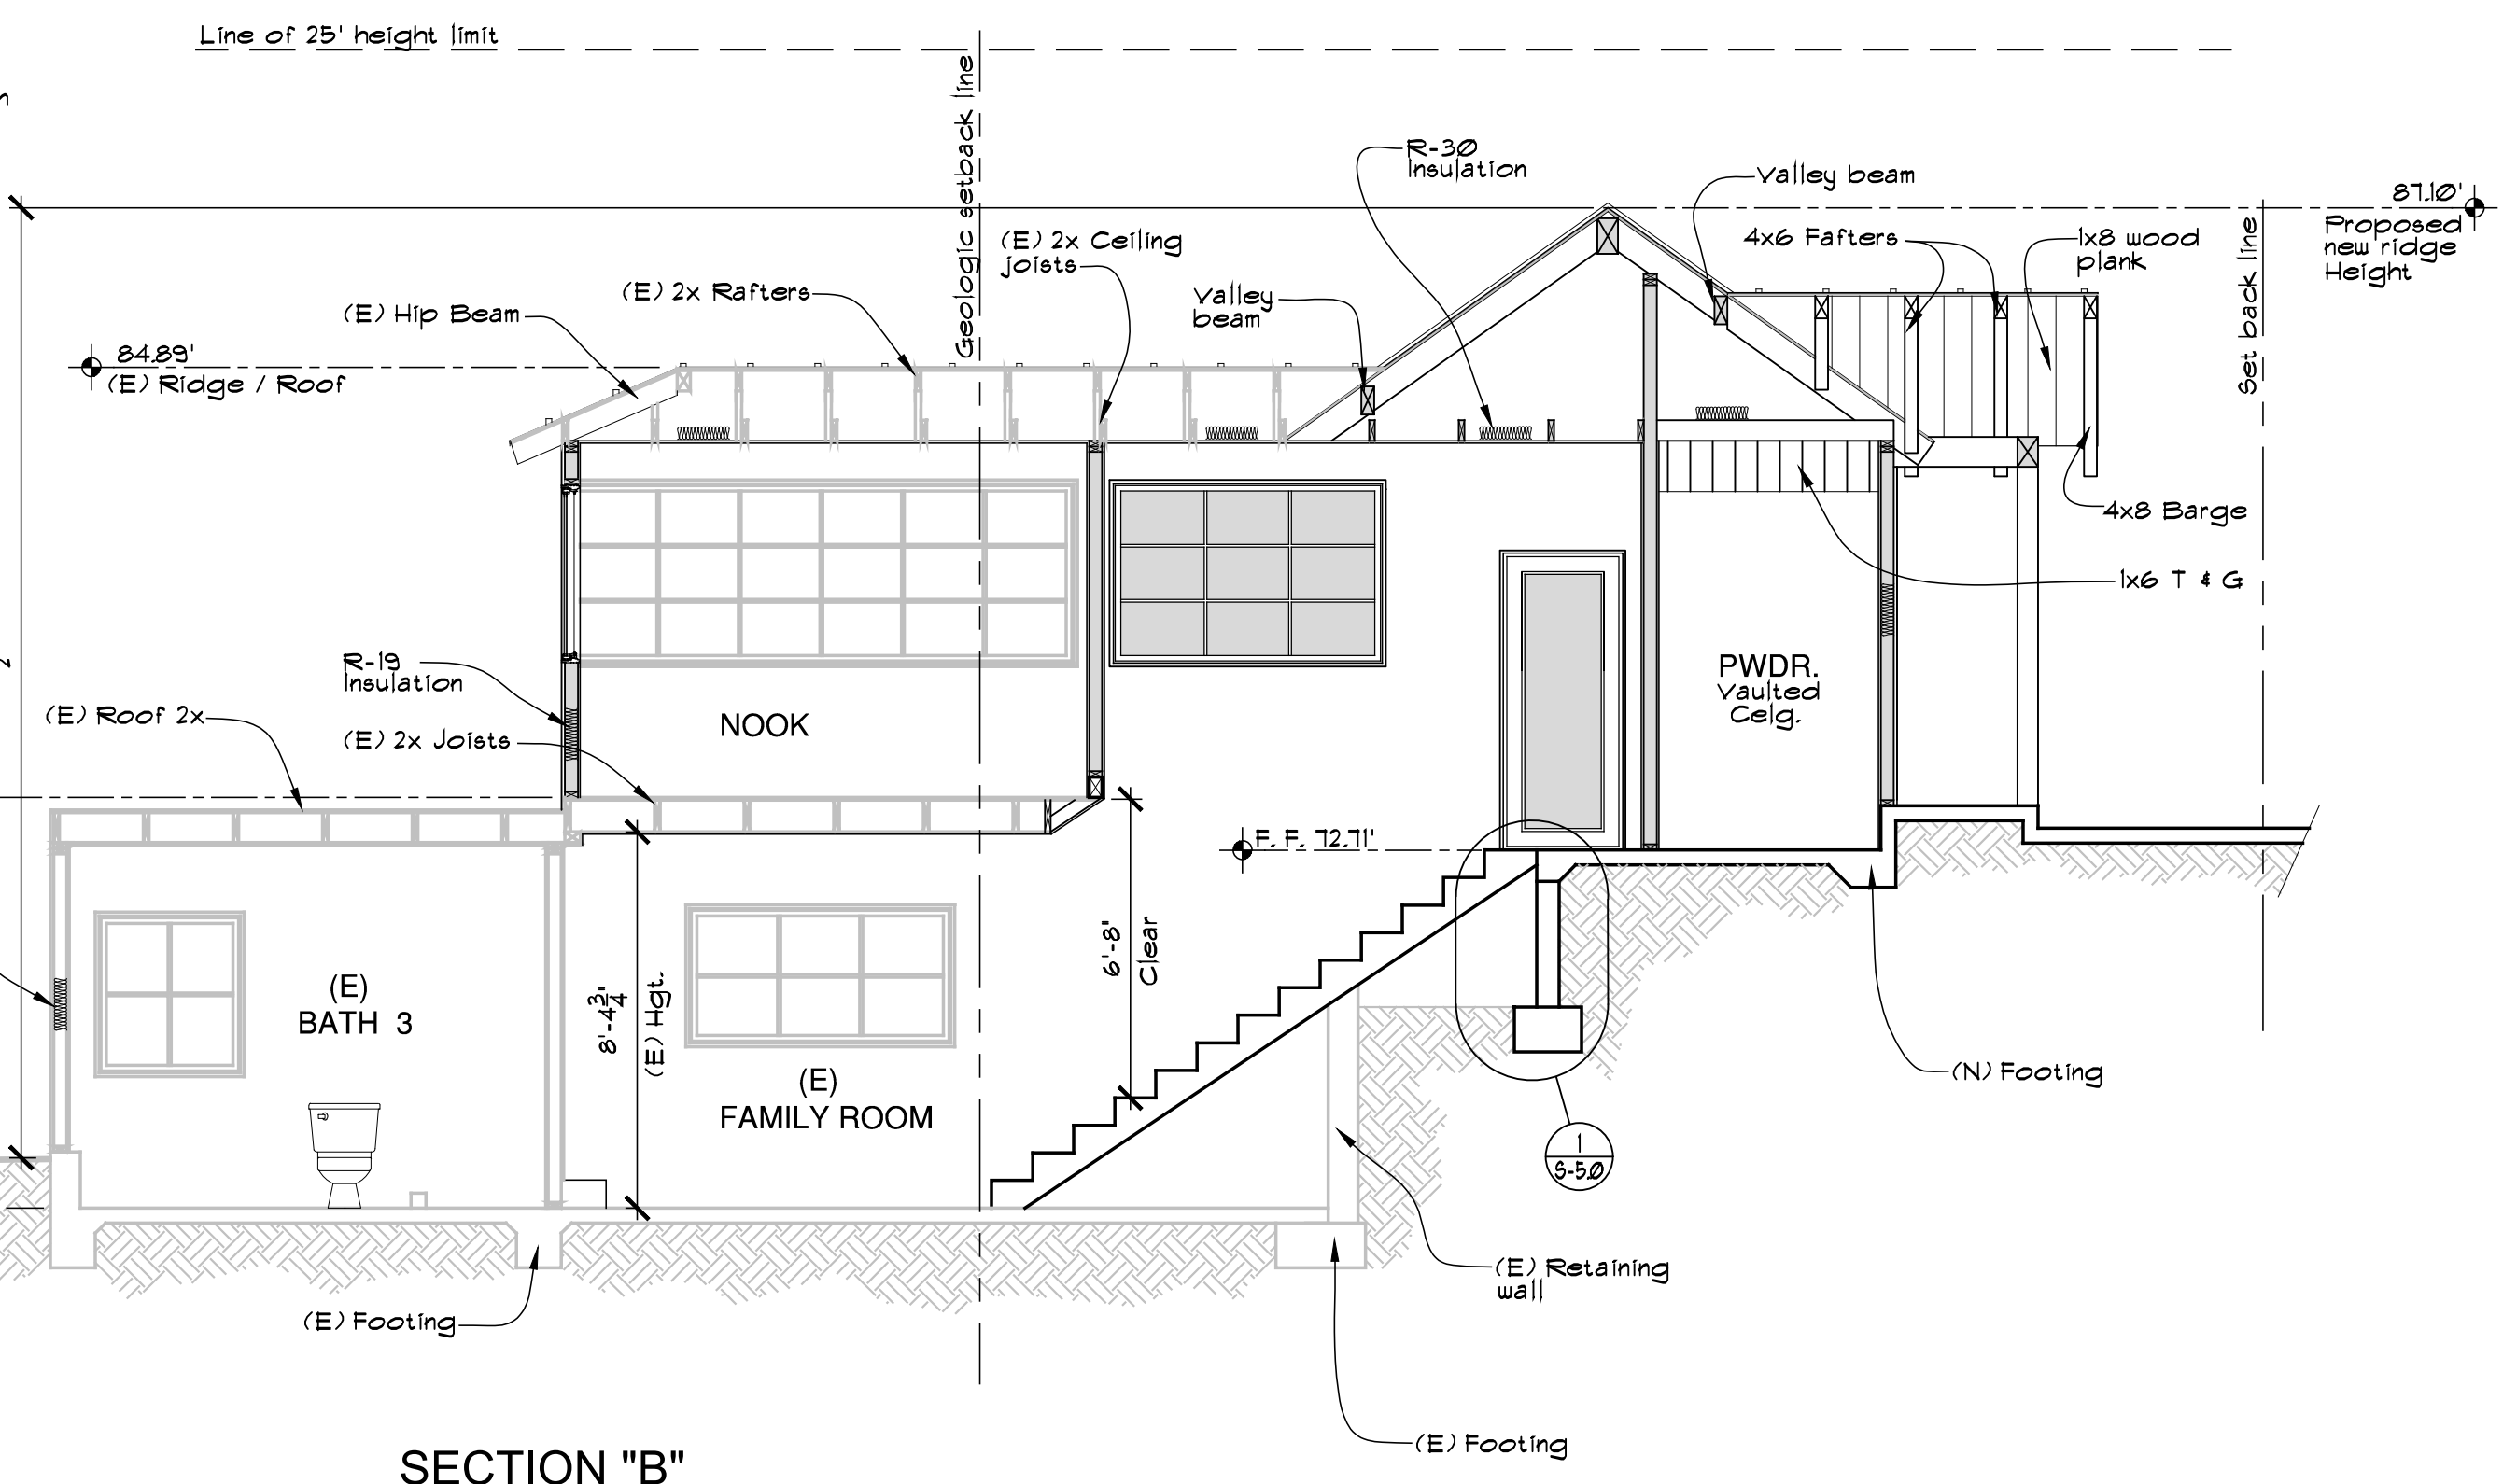 Line of 25' height limit
Geologic setback line
R-30
Insulation
Valley beam
87.10'
Proposed
new ridge
Height
Set back line
4x6 Fafters
1x8 wood
plank
(E) 2x Ceiling
joists
(E) 2x Rafters
Valley
beam
(E) Hip Beam
84.89'
(E) Ridge / Roof
4x8 Barge
1x6 T & G
R-19
Insulation
PWDR.
Vaulted
Celg.
(E) Roof 2x
(E) 2x Joists
NOOK
F. F. 72.71'
6'-8"
Clear
8'-4 3/4"
(E) Hgt.
(E)
BATH 3
(E)
FAMILY ROOM
(N) Footing
1
S-5.0
(E) Retaining
wall
(E) Footing
(E) Footing
SECTION "B"